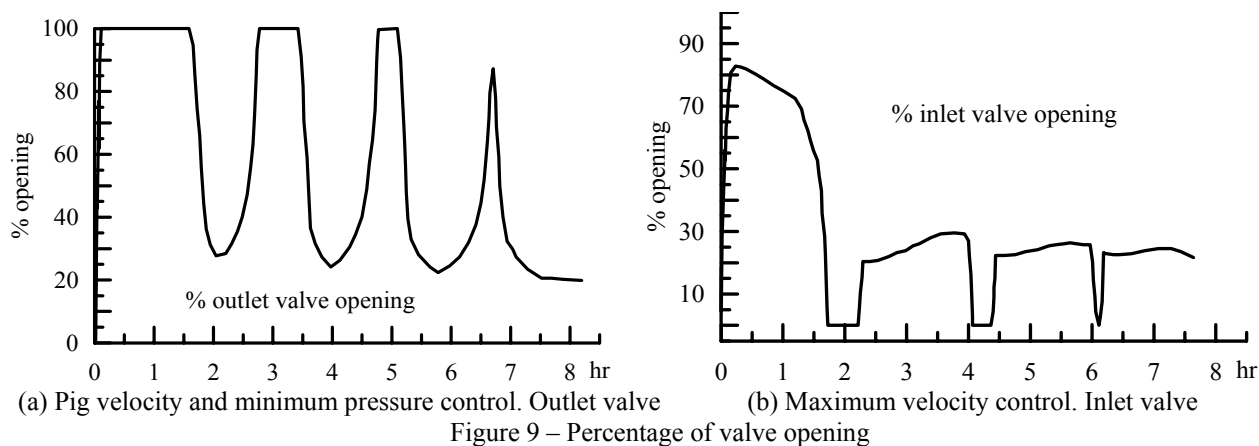 100
80
60
40
20
0
% opening
% outlet valve opening
0 1 2 3 4 5 6 7 8 hr
(a) Pig velocity and minimum pressure control. Outlet valve
90
70
50
30
10
% opening
% inlet valve opening
0 1 2 3 4 5 6 7 8 hr
(b) Maximum velocity control. Inlet valve
Figure 9 – Percentage of valve opening